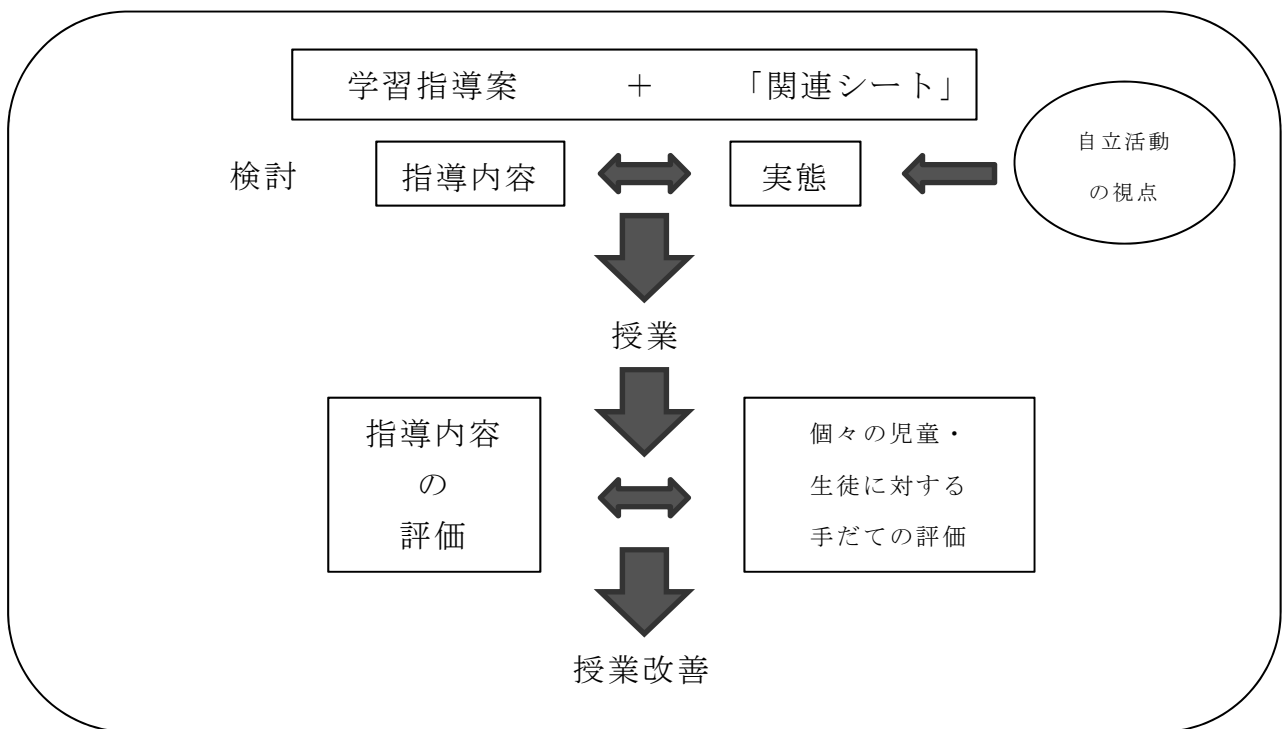 学習指導案 + 「関連シート」
検討 指導内容 実態
自立活動
の視点
授業
指導内容
の
評価
個々の児童・
生徒に対する
手だての評価
授業改善